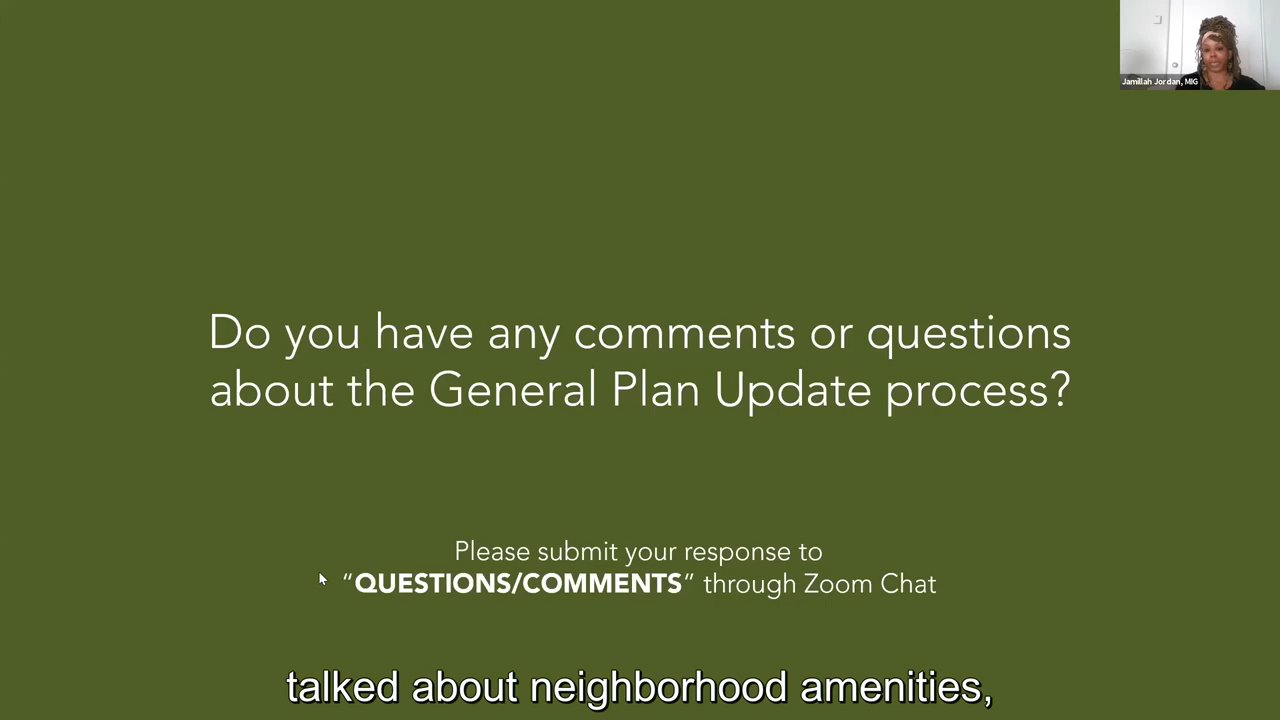 Jamillah Jordan, MIG
Do you have any comments or questions
about the General Plan Update process?
Please submit your response to
“QUESTIONS/COMMENTS” through Zoom Chat
talked about neighborhood amenities,